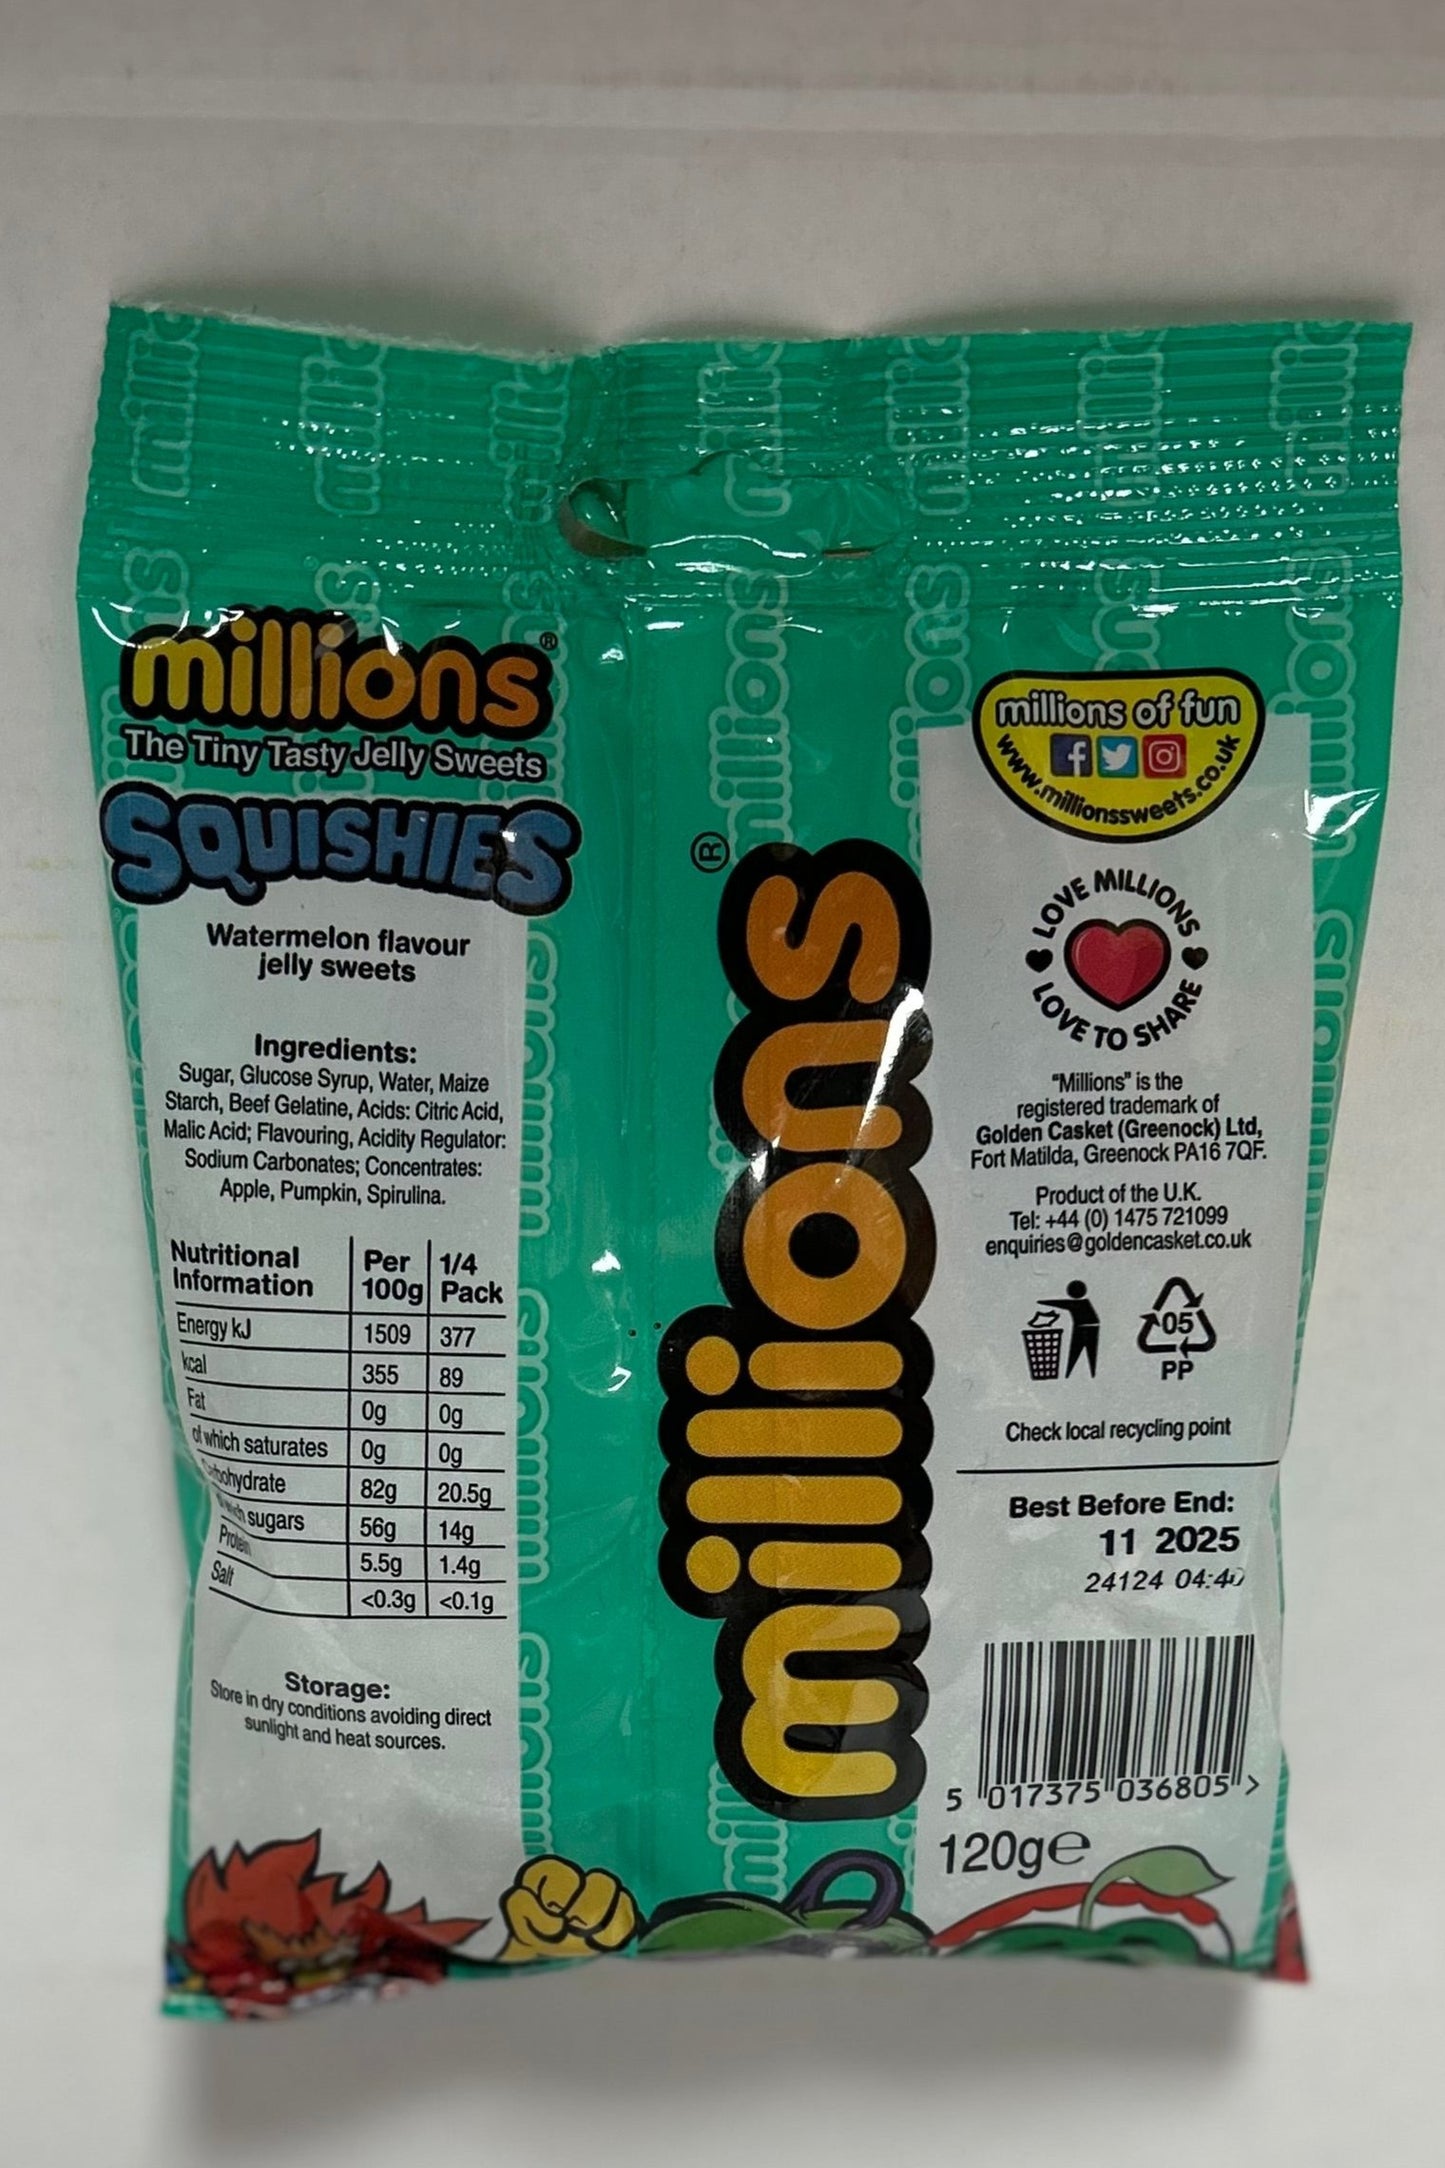 millions®
The Tiny Tasty Jelly Sweets
SQUISHIES
Watermelon flavour
jelly sweets
Ingredients:
Sugar, Glucose Syrup, Water, Maize
Starch, Beef Gelatine, Acids: Citric Acid,
Malic Acid; Flavouring, Acidity Regulator:
Sodium Carbonates; Concentrates:
Apple, Pumpkin, Spirulina.
Nutritional Information Per 100g 1/4 Pack
Energy kJ 1509 377
kcal 355 89
Fat 0g 0g
of which saturates 0g 0g
Carbohydrate 82g 20.5g
of which sugars 56g 14g
Protein 5.5g 1.4g
Salt <0.3g <0.1g
Storage:
Store in dry conditions avoiding direct
sunlight and heat sources.
millions®
millions of fun
www.millionssweets.co.uk
LOVE MILLIONS
LOVE TO SHARE
"Millions" is the
registered trademark of
Golden Casket (Greenock) Ltd,
Fort Matilda, Greenock PA16 7QF.
Product of the U.K.
Tel: +44 (0) 1475 721099
enquiries@goldencasket.co.uk
05
PP
Check local recycling point
Best Before End:
11 2025
24124 04:40
5 017375 036805 >
120g℮